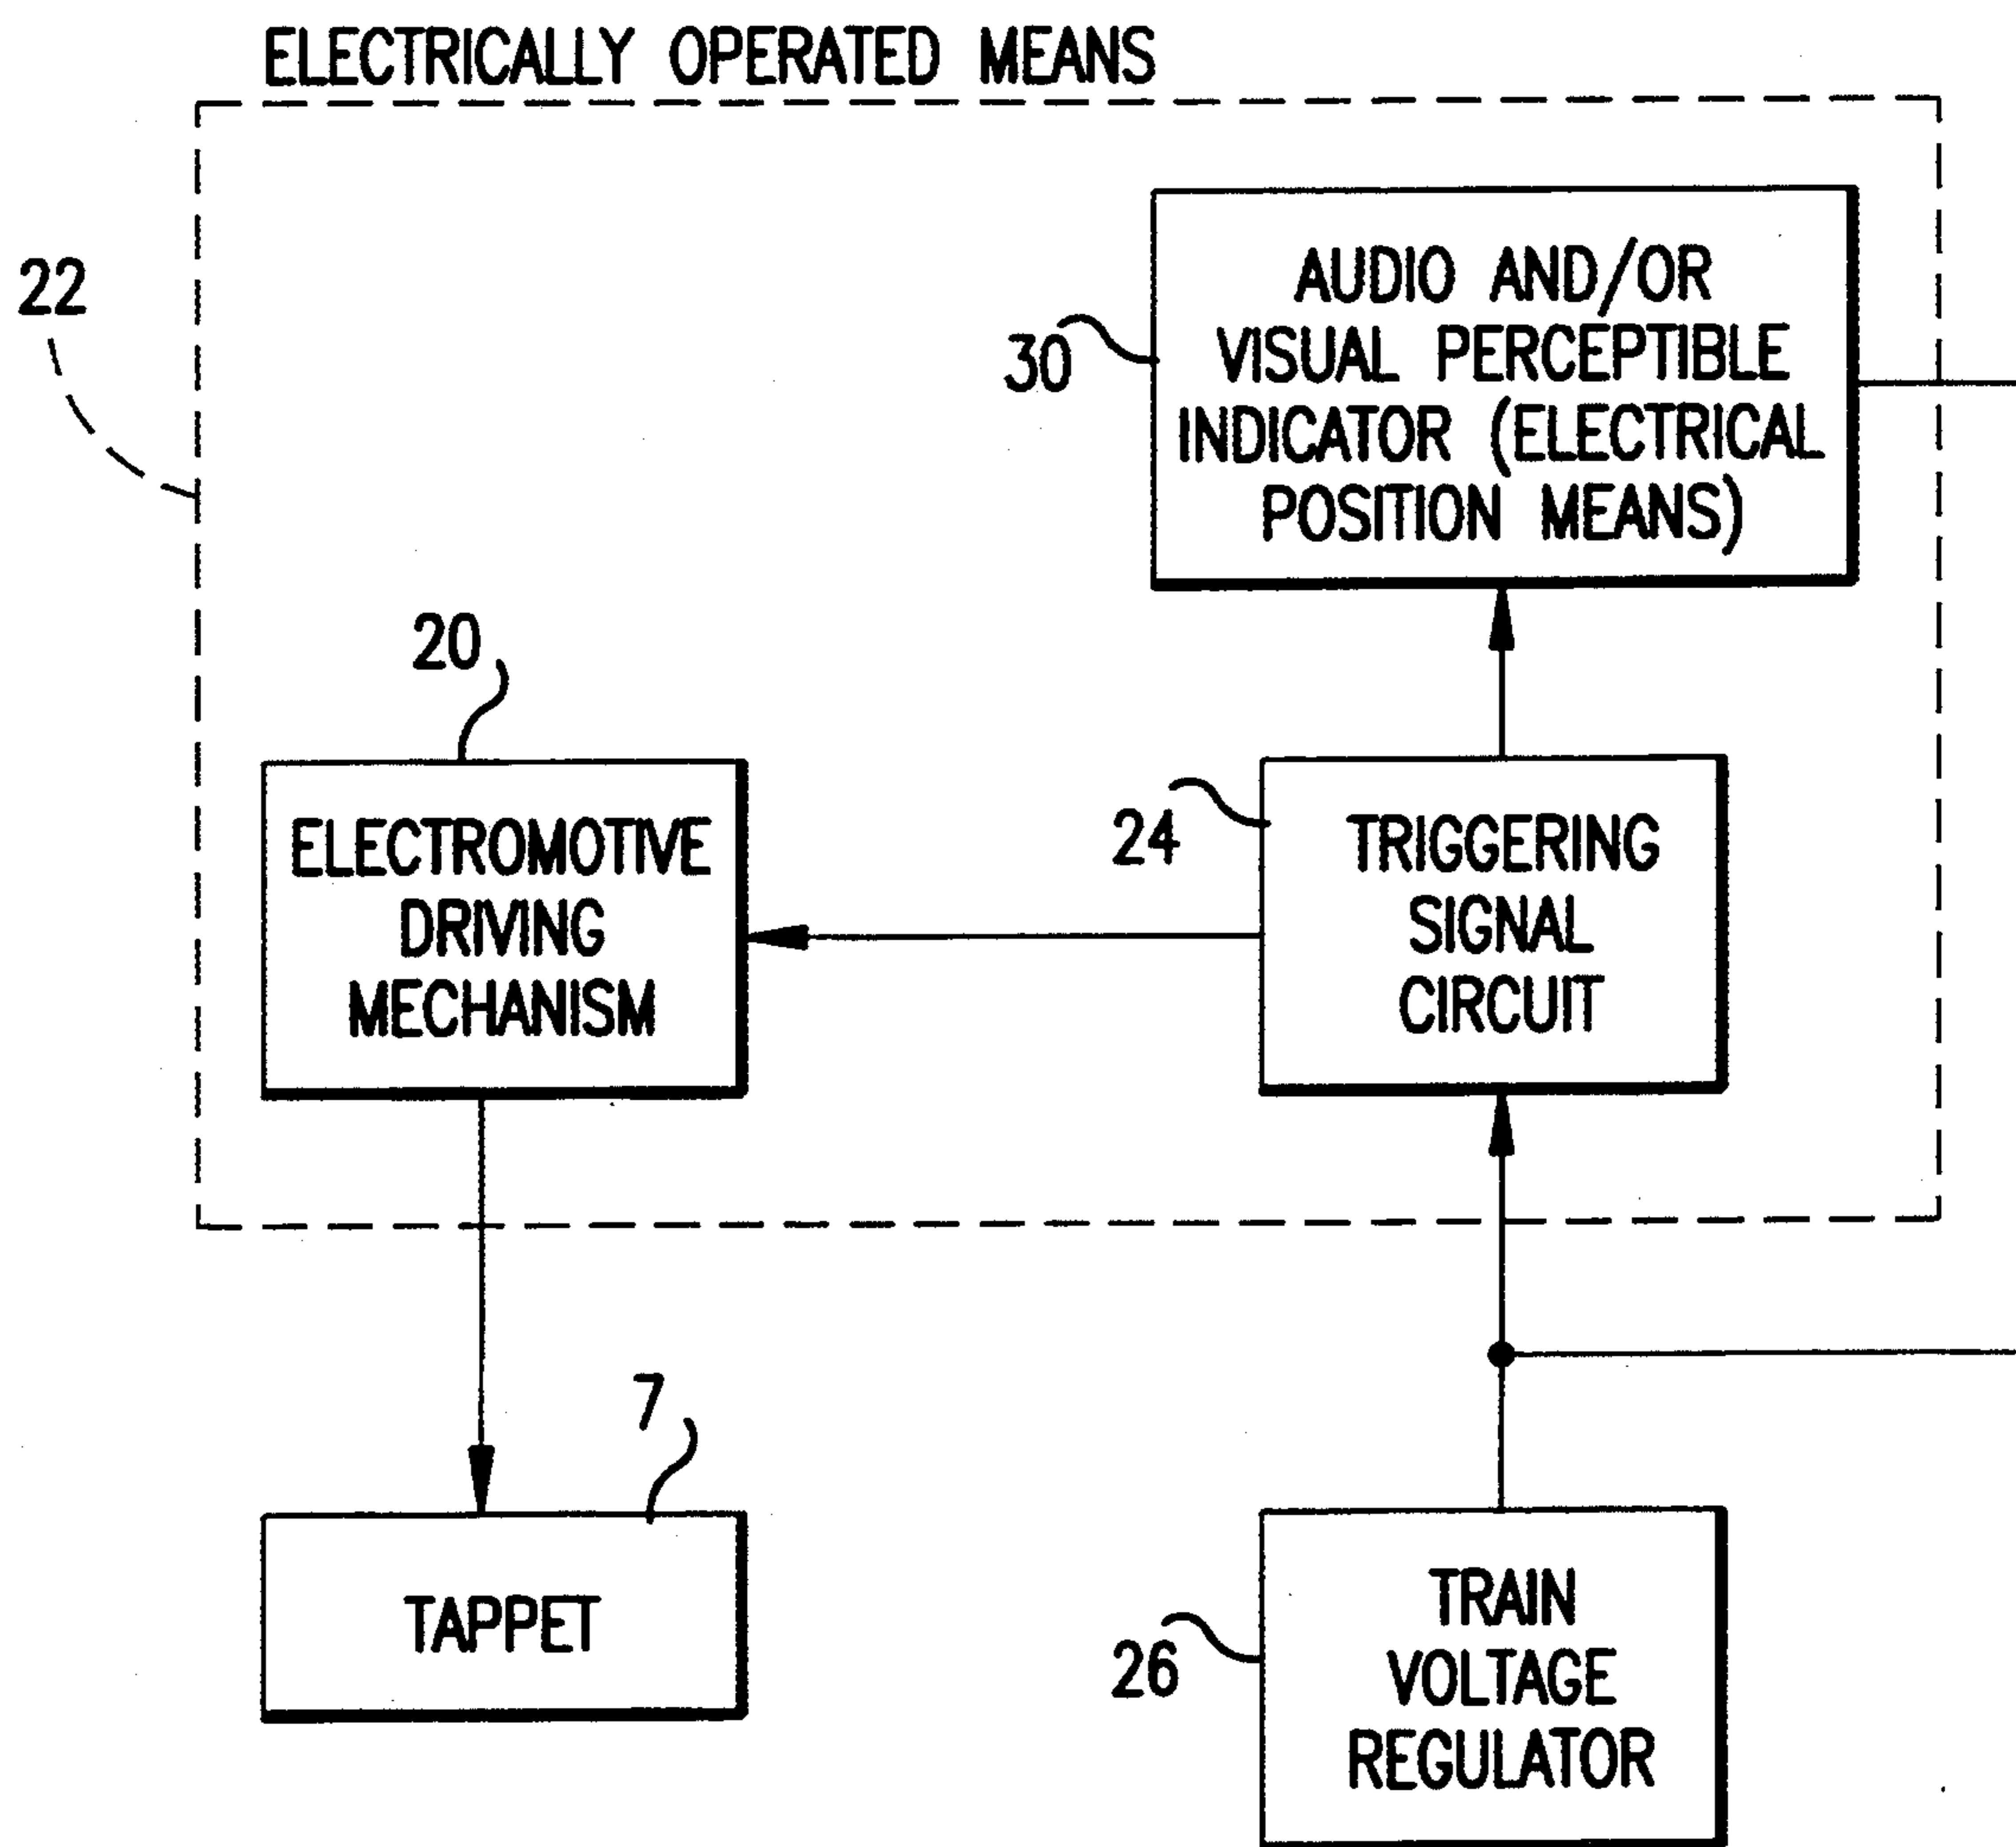 ELECTRICALLY OPERATED MEANS
22
30
AUDIO AND/OR
VISUAL PERCEPTIBLE
INDICATOR (ELECTRICAL
POSITION MEANS)
20
ELECTROMOTIVE
DRIVING
MECHANISM
24
TRIGGERING
SIGNAL
CIRCUIT
7
TAPPET
26
TRAIN
VOLTAGE
REGULATOR